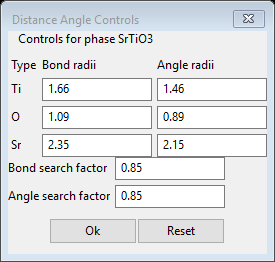 Distance Angle Controls
Controls for phase SrTiO3
Type Bond radii Angle radii
Ti 1.66 1.46
O 1.09 0.89
Sr 2.35 2.15
Bond search factor 0.85
Angle search factor 0.85
Ok Reset